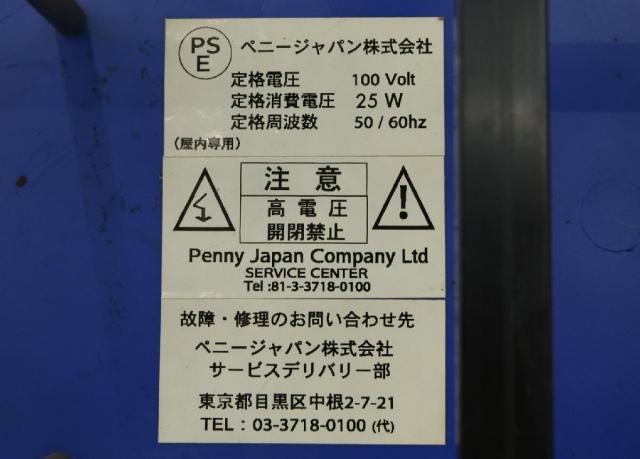 PS
E
ペニージャパン株式会社
定格電圧 100 Volt
定格消費電圧 25 W
定格周波数 50 / 60hz
(屋内専用)
注 意
高 電 圧
開閉禁止
Penny Japan Company Ltd
SERVICE CENTER
Tel :81-3-3718-0100
故障・修理のお問い合わせ先
ペニージャパン株式会社
サービスデリバリー部
東京都目黒区中根2-7-21
TEL : 03-3718-0100 (代)